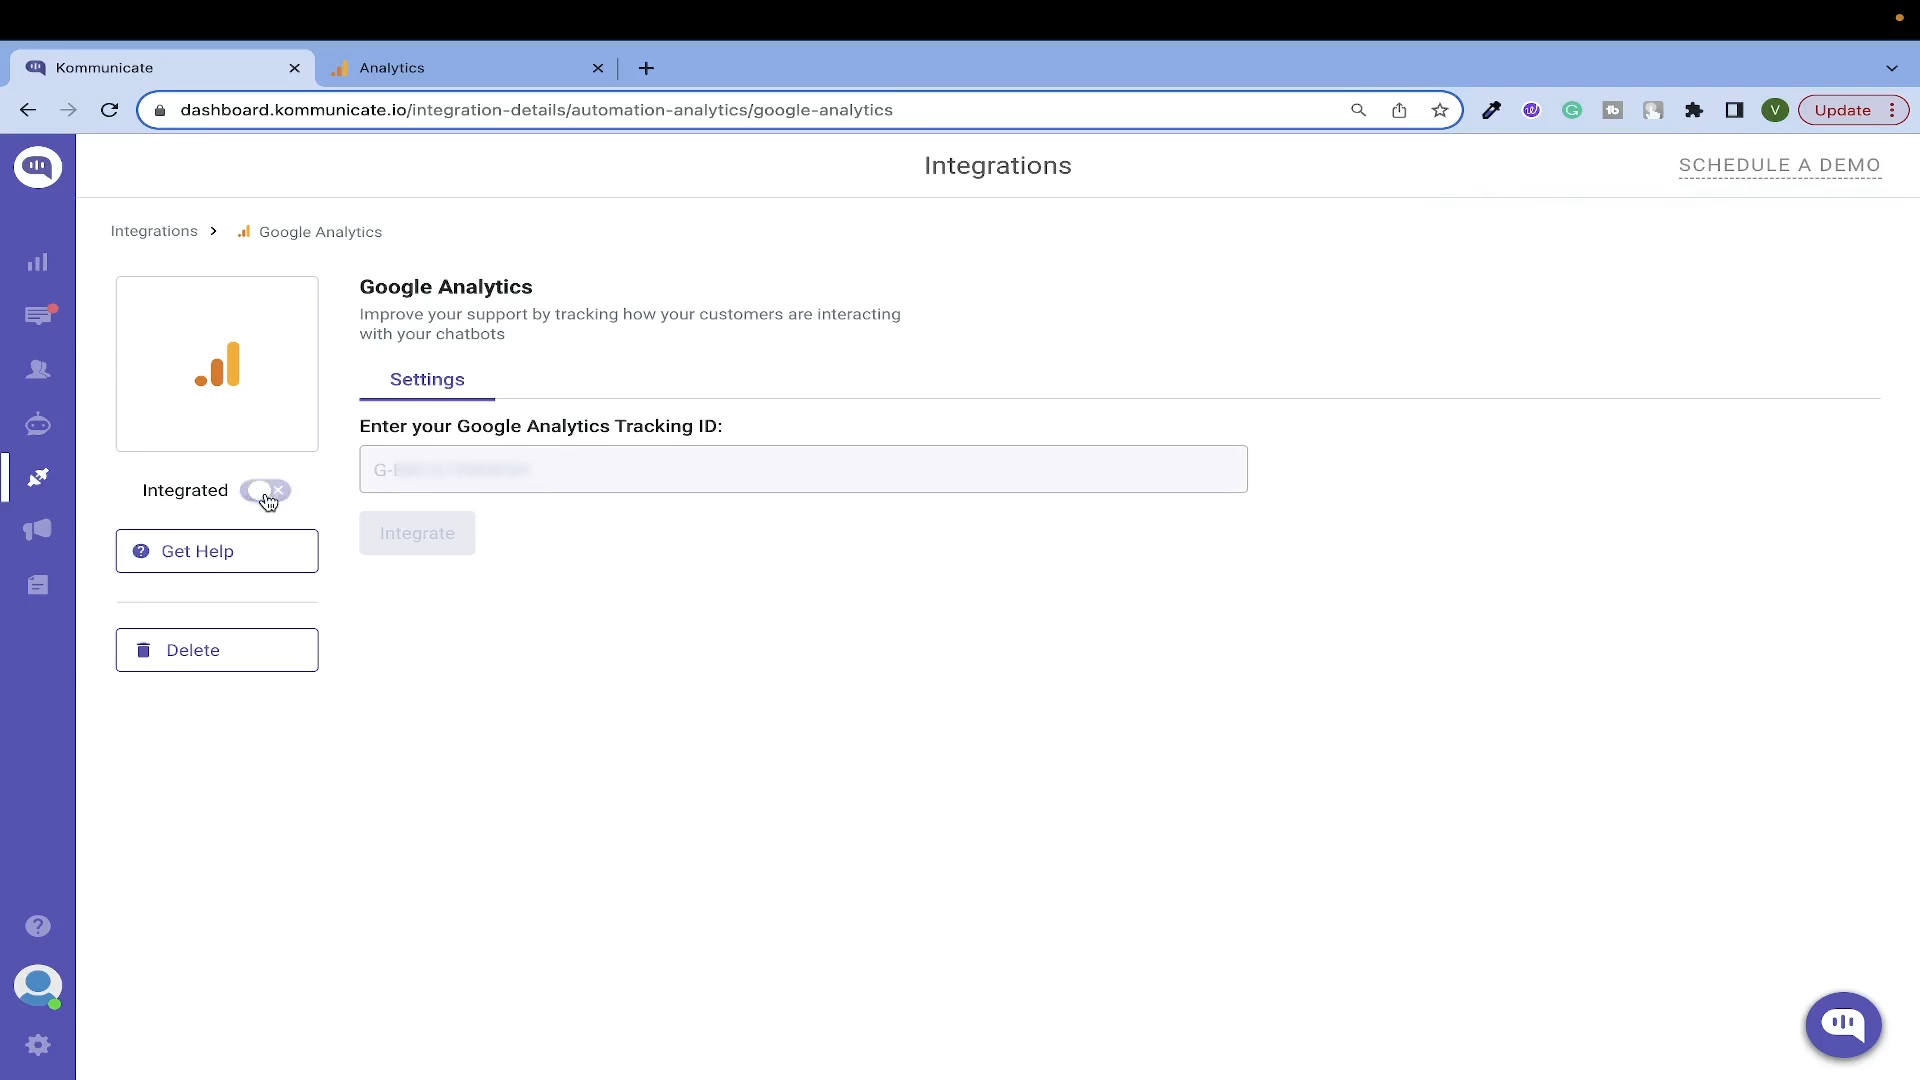 Kommunicate
Analytics
dashboard.kommunicate.io/integration-details/automation-analytics/google-analytics
V
Update
Integrations
SCHEDULE A DEMO
Integrations
Google Analytics
Google Analytics
Improve your support by tracking how your customers are interacting
with your chatbots
Settings
Enter your Google Analytics Tracking ID:
G-
Integrated
Integrate
Get Help
Delete